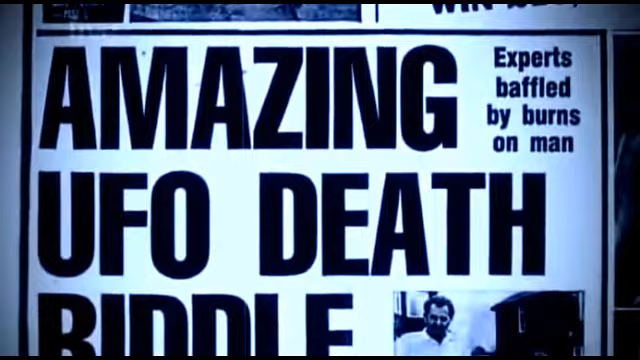 AMAZING
Experts
baffled
by burns
on man
UFO DEATH
RIDDLE